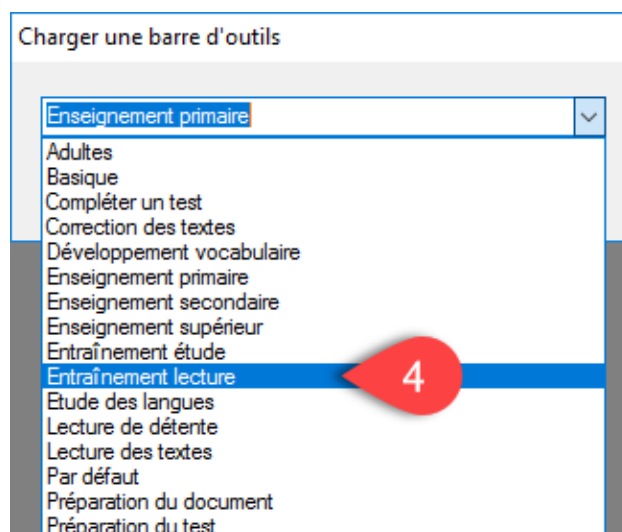 Charger une barre d'outils
Enseignement primaire
Adultes
Basique
Compléter un test
Correction des textes
Développement vocabulaire
Enseignement primaire
Enseignement secondaire
Enseignement supérieur
Entraînement étude
Entraînement lecture 4
Etude des langues
Lecture de détente
Lecture des textes
Par défaut
Préparation du document
Préparation du test